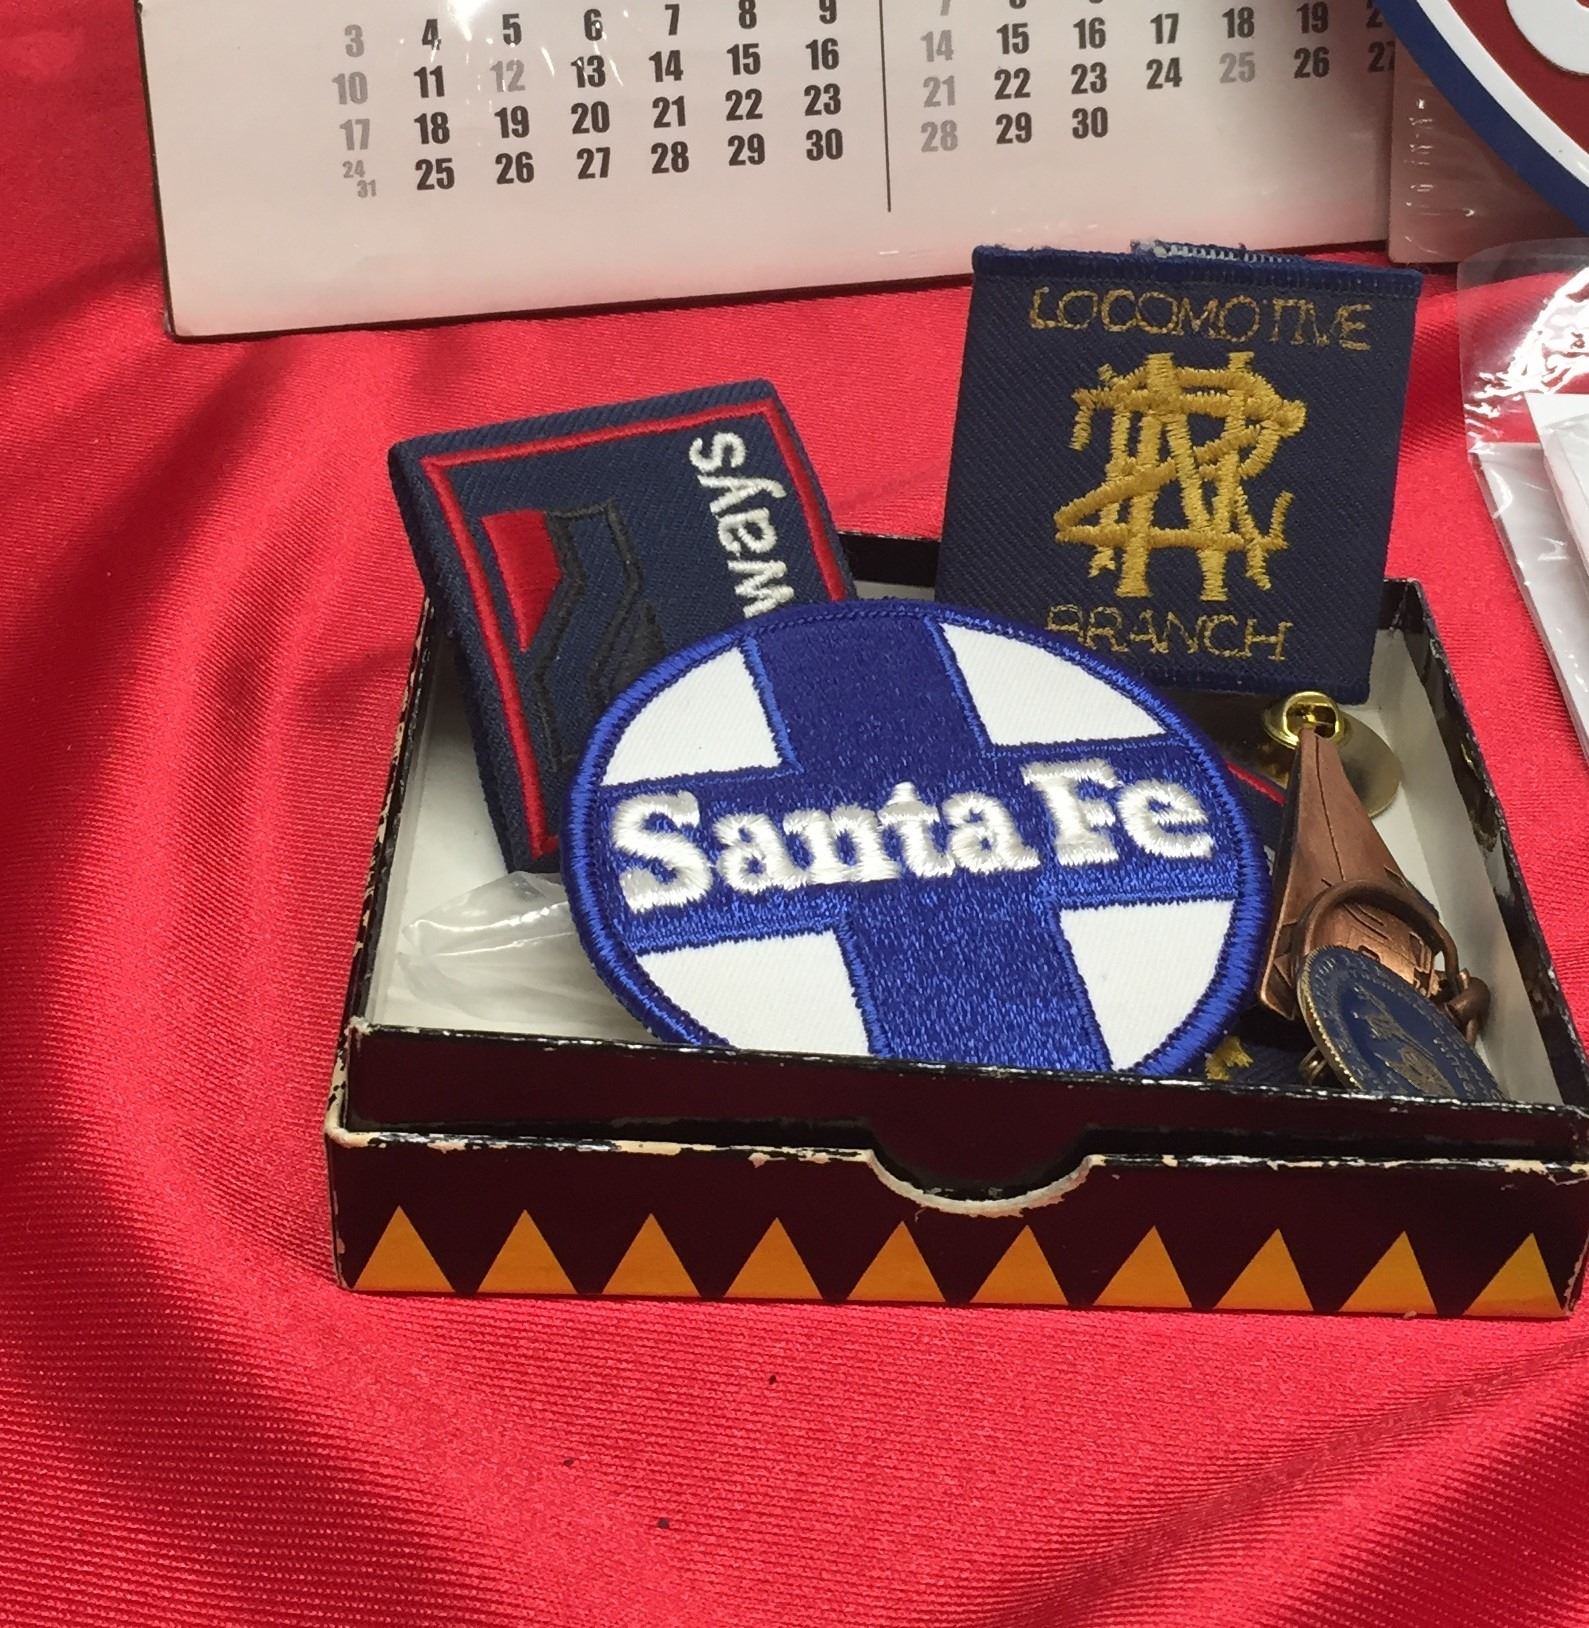 3 4 5 6 7 8 9
10 11 12 13 14 15 16
17 18 19 20 21 22 23
24 31 25 26 27 28 29 30
14 15 16 17 18 19
21 22 23 24 25 26 27
28 29 30
LOCOMOTIVE
BRANCH
ways
Santa Fe